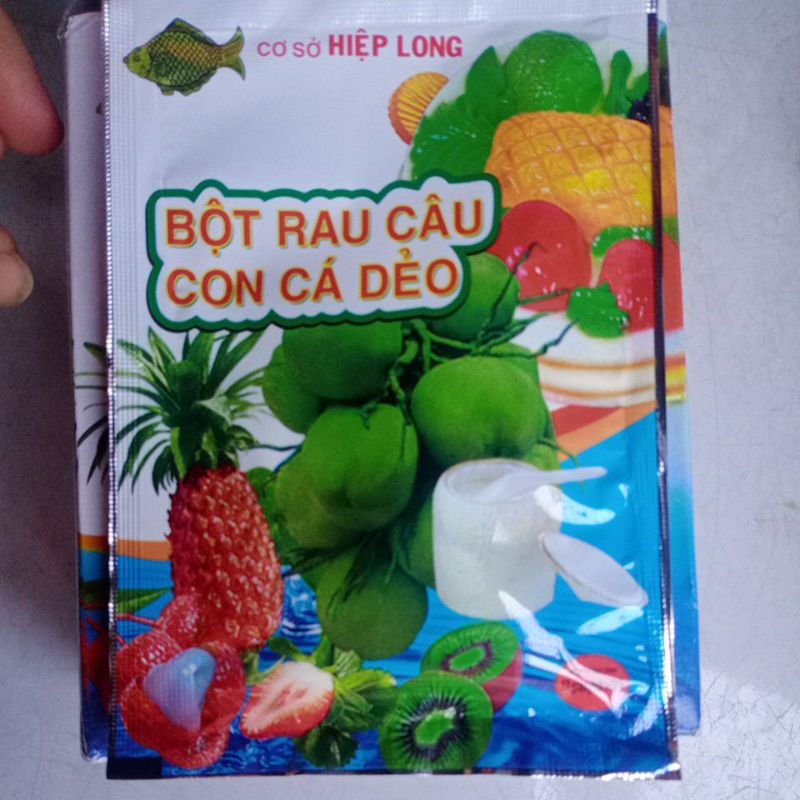 CƠ SỞ HIỆP LONG
BỘT RAU CÂU
CON CÁ DẺO